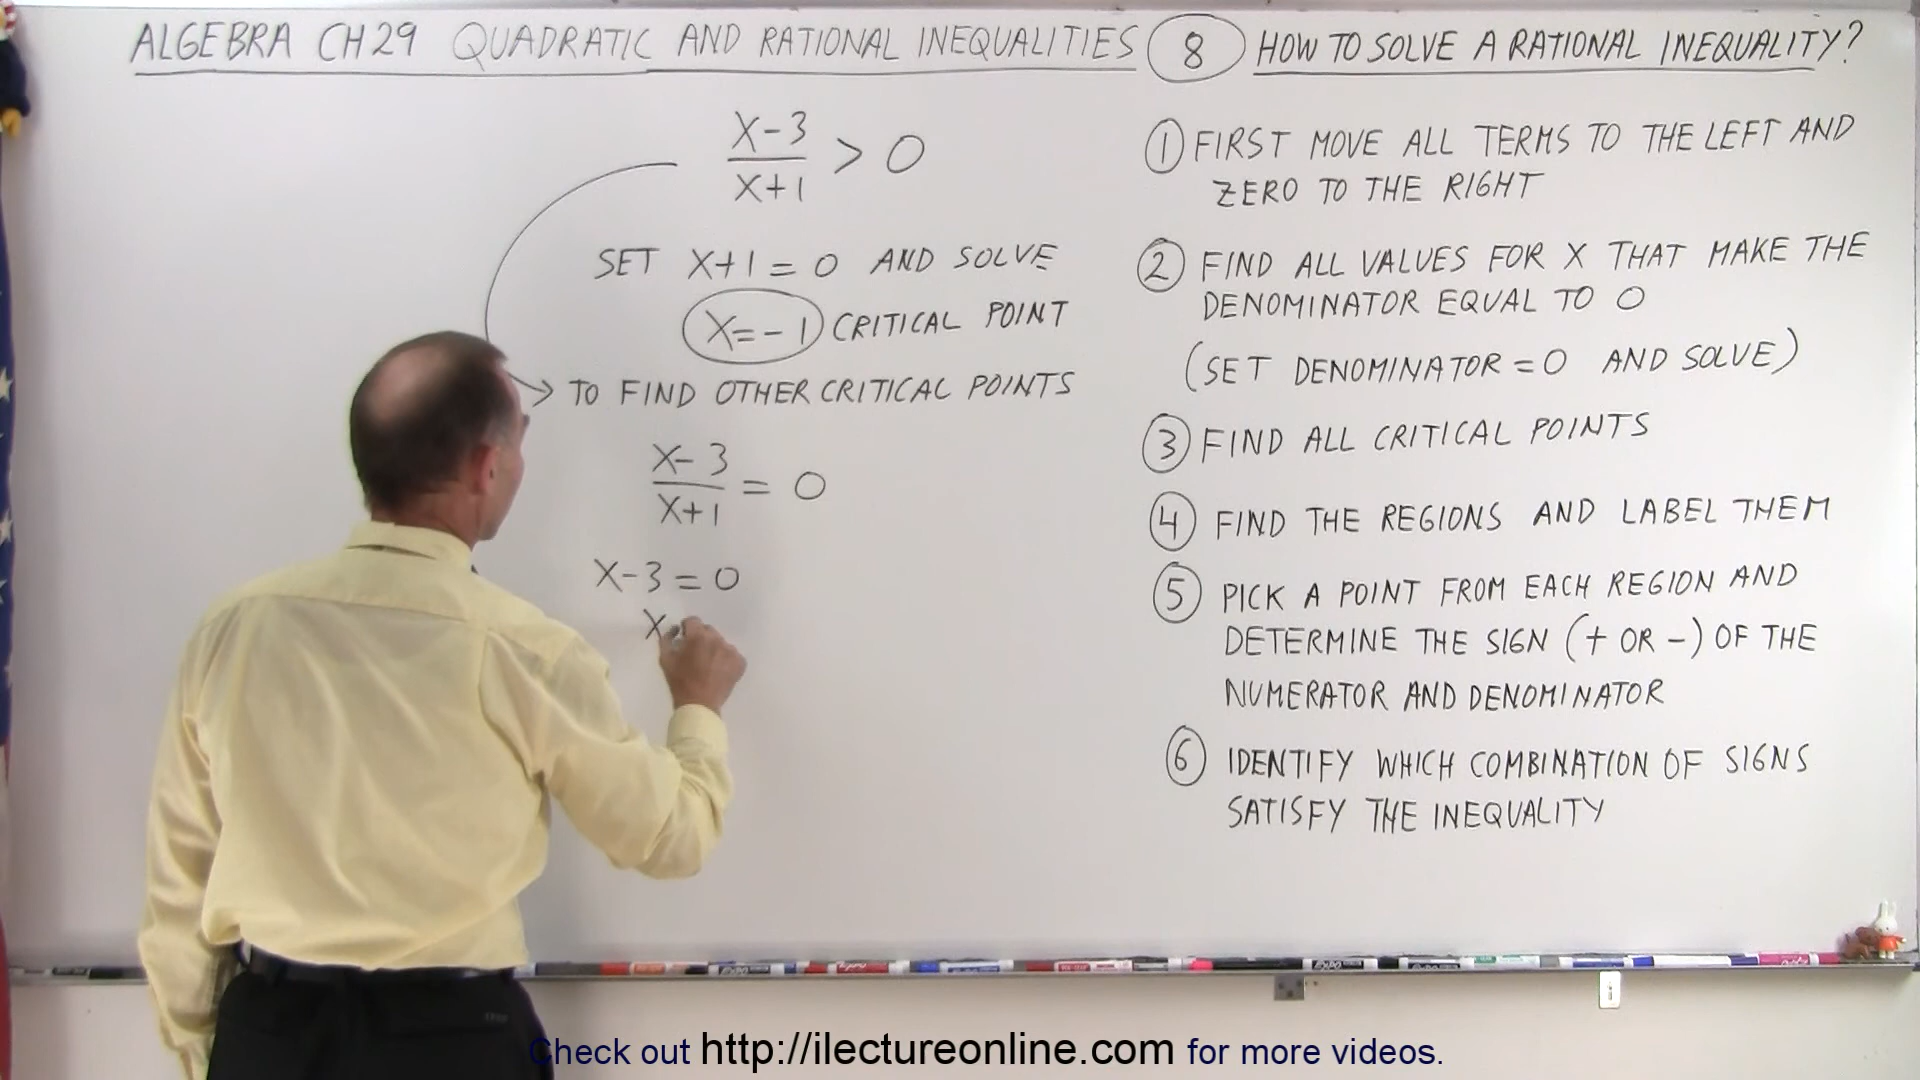 ALGEBRA CH 29 QUADRATIC AND RATIONAL INEQUALITIES 8 HOW TO SOLVE A RATIONAL INEQUALITY?
X-3
X+1
> 0
SET X+1=0 AND SOLVE
X=-1 CRITICAL POINT
TO FIND OTHER CRITICAL POINTS
X-3
X+1
= 0
X-3=0
X
1 FIRST MOVE ALL TERMS TO THE LEFT AND
ZERO TO THE RIGHT
2 FIND ALL VALUES FOR X THAT MAKE THE
DENOMINATOR EQUAL TO 0
(SET DENOMINATOR=0 AND SOLVE)
3 FIND ALL CRITICAL POINTS
4 FIND THE REGIONS AND LABEL THEM
5 PICK A POINT FROM EACH REGION AND
DETERMINE THE SIGN (+ OR -) OF THE
NUMERATOR AND DENOMINATOR
6 IDENTIFY WHICH COMBINATION OF SIGNS
SATISFY THE INEQUALITY
Check out http://ilectureonline.com for more videos.